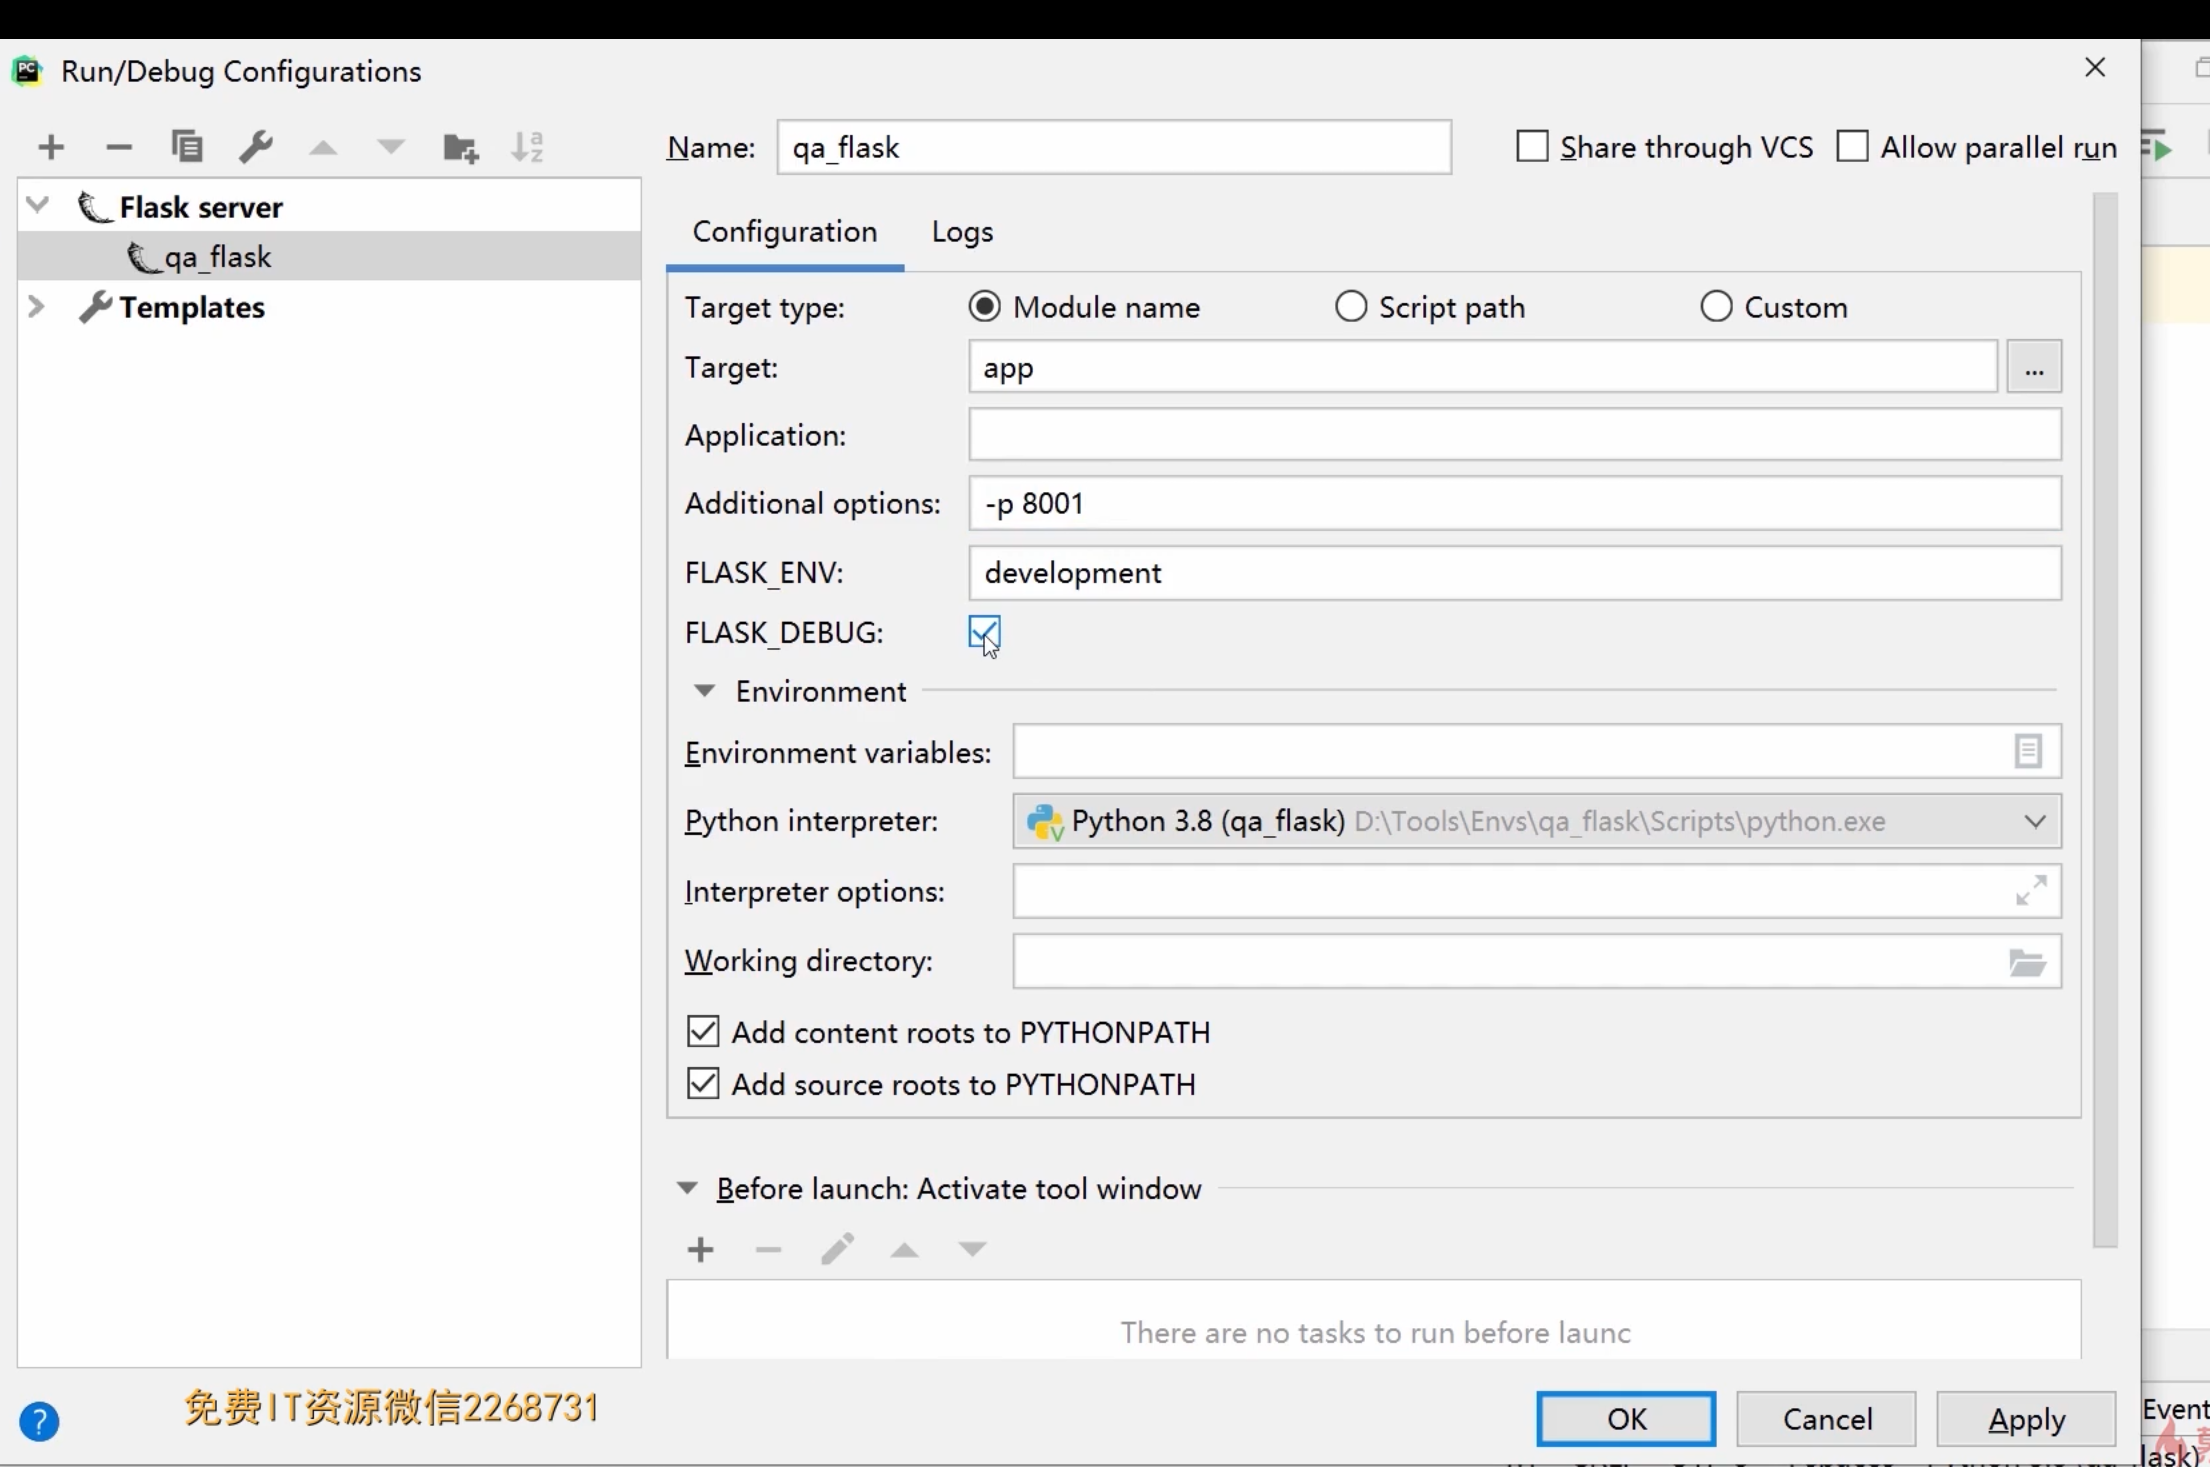 Run/Debug Configurations
Name: qa_flask Share through VCS Allow parallel run
Flask server
qa_flask
Templates
Configuration Logs
Target type: Module name Script path Custom
Target: app ...
Application:
Additional options: -p 8001
FLASK_ENV: development
FLASK_DEBUG:
Environment
Environment variables:
Python interpreter: Python 3.8 (qa_flask) D:\Tools\Envs\qa_flask\Scripts\python.exe
Interpreter options:
Working directory:
Add content roots to PYTHONPATH
Add source roots to PYTHONPATH
Before launch: Activate tool window
There are no tasks to run before launc
免费IT资源微信2268731
OK Cancel Apply
Event
lask)